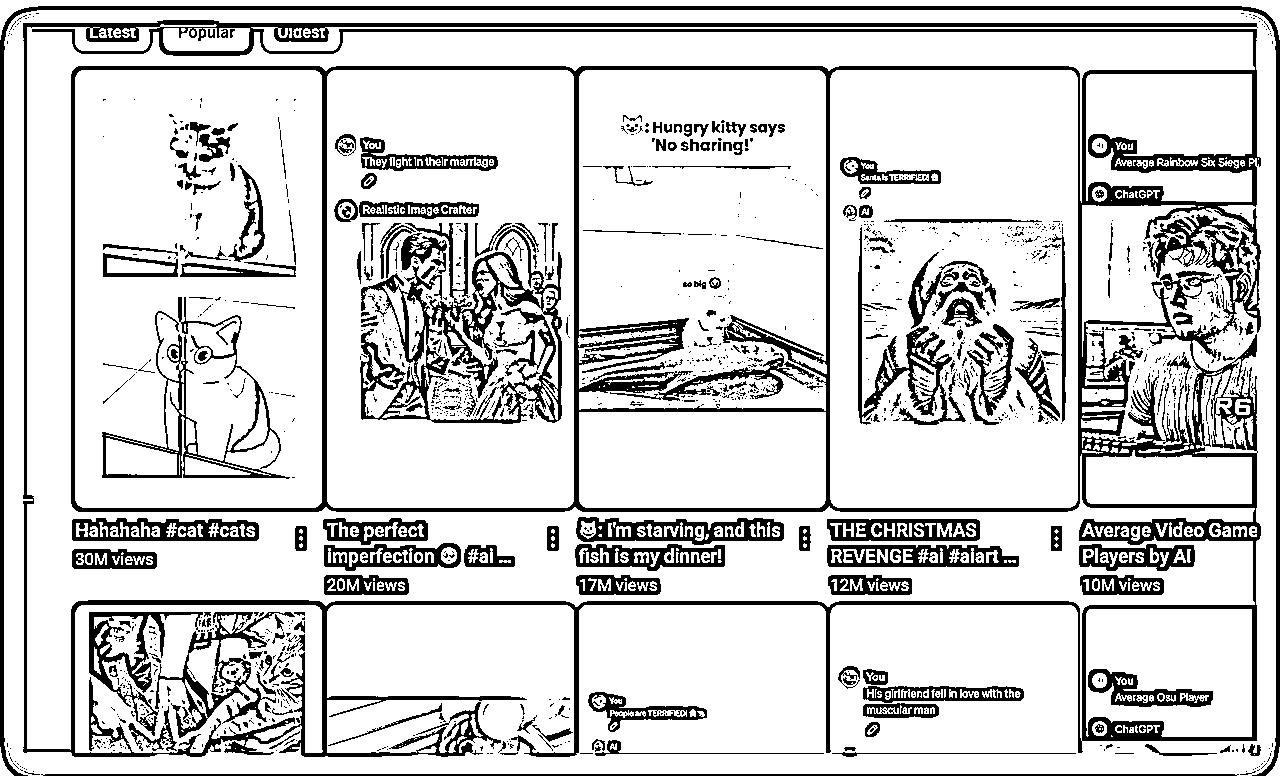 Latest
Popular
Oldest
You
They fight in their marriage
Realistic Image Crafter
: Hungry kitty says
'No sharing!'
so big
You
Santa is TERRIFIED!
AI
You
Average Rainbow Six Siege Pl
ChatGPT
R6
Hahahaha #cat #cats
30M views
The perfect
imperfection #ai ...
20M views
: I'm starving, and this
fish is my dinner!
17M views
THE CHRISTMAS
REVENGE #ai #aiart ...
12M views
Average Video Game
Players by AI
10M views
You
People are TERRIFIED!
AI
You
His girlfriend fell in love with the
muscular man
You
Average Osu Player
ChatGPT